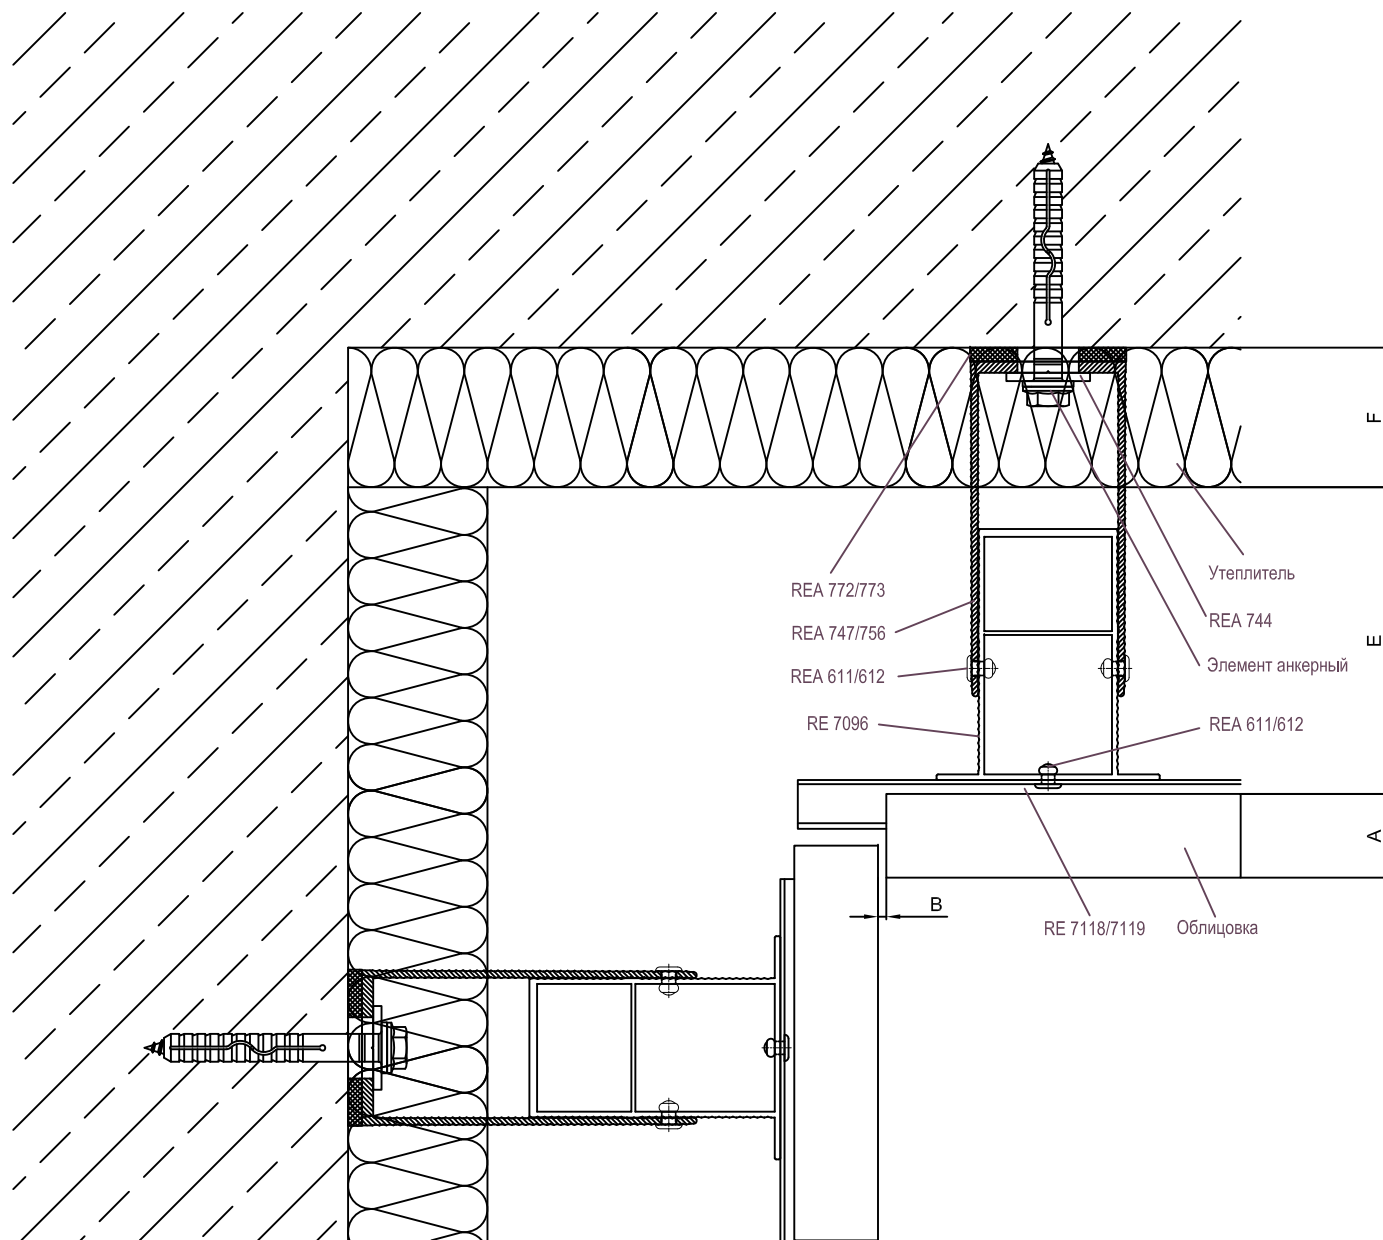 F
REA 772/773
Утеплитель
REA 747/756
REA 744
E
REA 611/612
Элемент анкерный
RE 7096
REA 611/612
A
B
RE 7118/7119
Облицовка